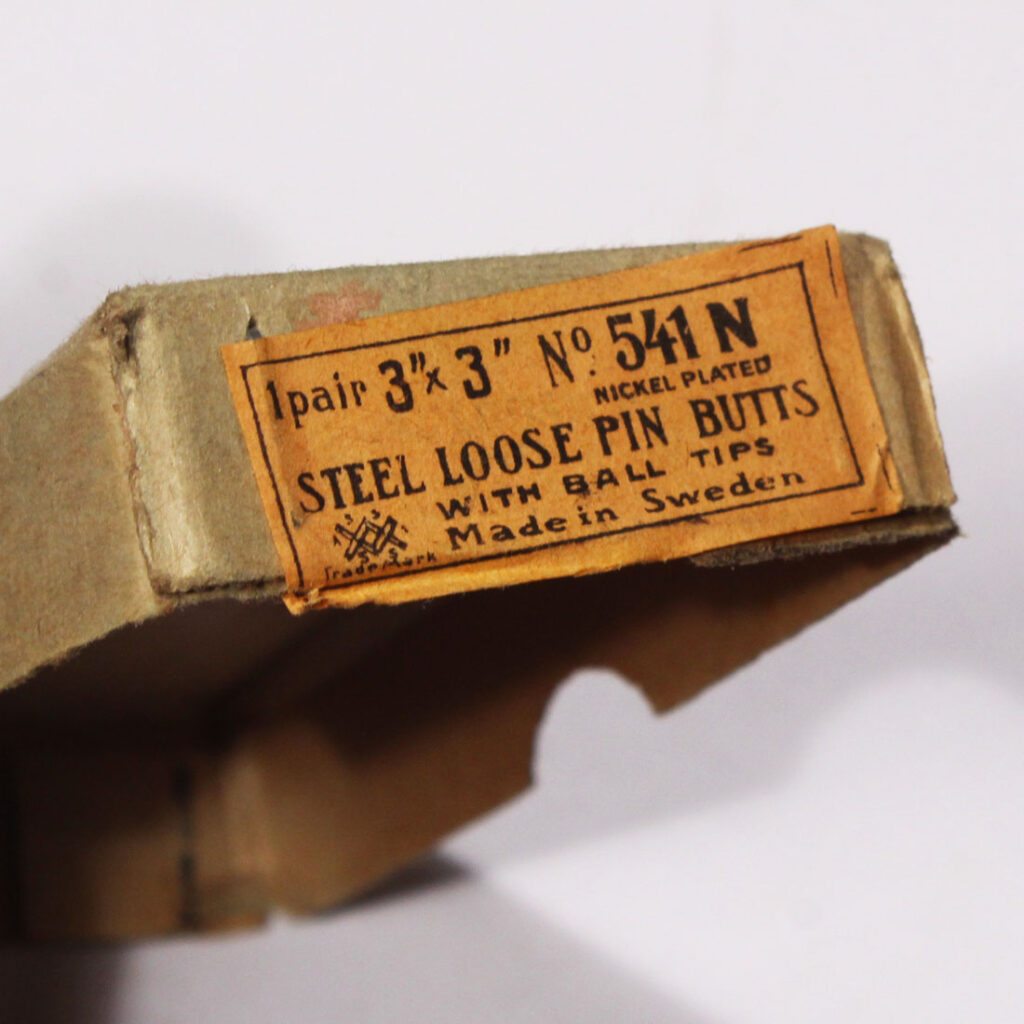 1 pair 3" x 3" No. 541 N
NICKEL PLATED
STEEL LOOSE PIN BUTTS
WITH BALL TIPS
Made in Sweden
Trade Mark